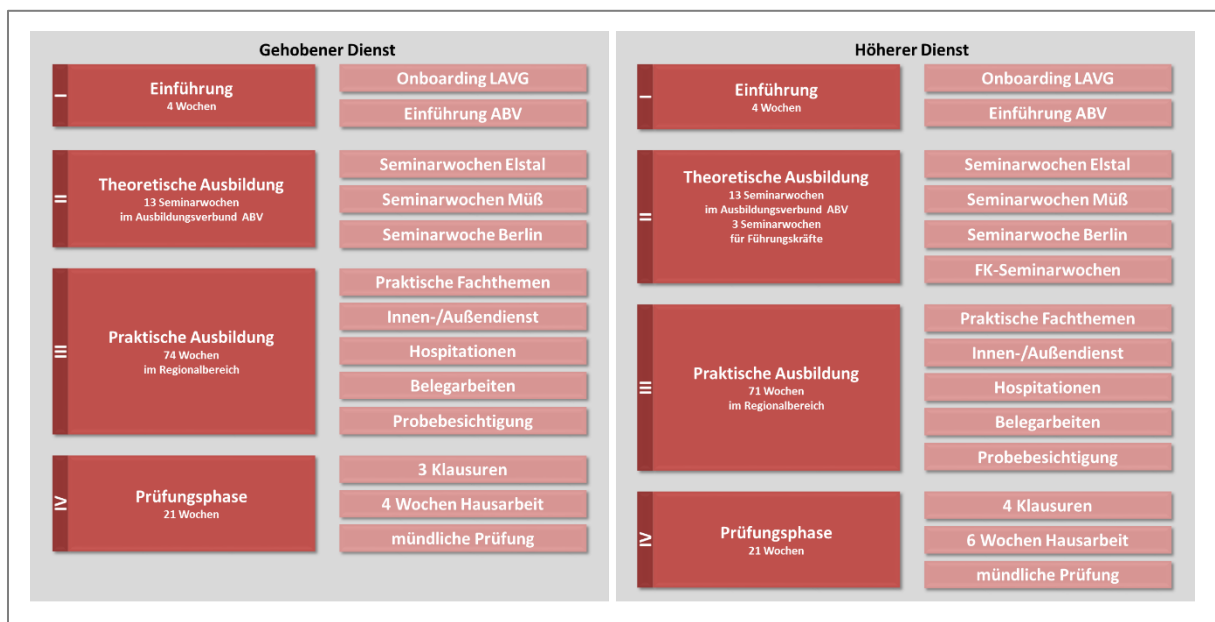 Gehobener Dienst
I
Einführung
4 Wochen
Onboarding LAVG
Einführung ABV
II
Theoretische Ausbildung
13 Seminarwochen
im Ausbildungsverbund ABV
Seminarwochen Elstal
Seminarwochen Müß
Seminarwoche Berlin
III
Praktische Ausbildung
74 Wochen
im Regionalbereich
Praktische Fachthemen
Innen-/Außendienst
Hospitationen
Belegarbeiten
Probebesichtigung
IV
Prüfungsphase
21 Wochen
3 Klausuren
4 Wochen Hausarbeit
mündliche Prüfung
Höherer Dienst
I
Einführung
4 Wochen
Onboarding LAVG
Einführung ABV
II
Theoretische Ausbildung
13 Seminarwochen
im Ausbildungsverbund ABV
3 Seminarwochen
für Führungskräfte
Seminarwochen Elstal
Seminarwochen Müß
Seminarwoche Berlin
FK-Seminarwochen
III
Praktische Ausbildung
71 Wochen
im Regionalbereich
Praktische Fachthemen
Innen-/Außendienst
Hospitationen
Belegarbeiten
Probebesichtigung
IV
Prüfungsphase
21 Wochen
4 Klausuren
6 Wochen Hausarbeit
mündliche Prüfung